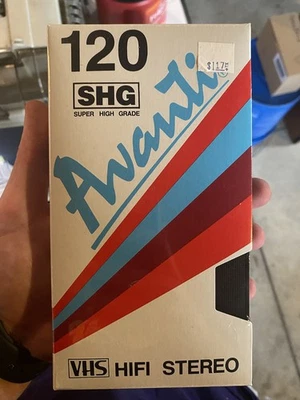 120
$11.75
SHG
SUPER HIGH GRADE
Avanti®
VHS HIFI STEREO